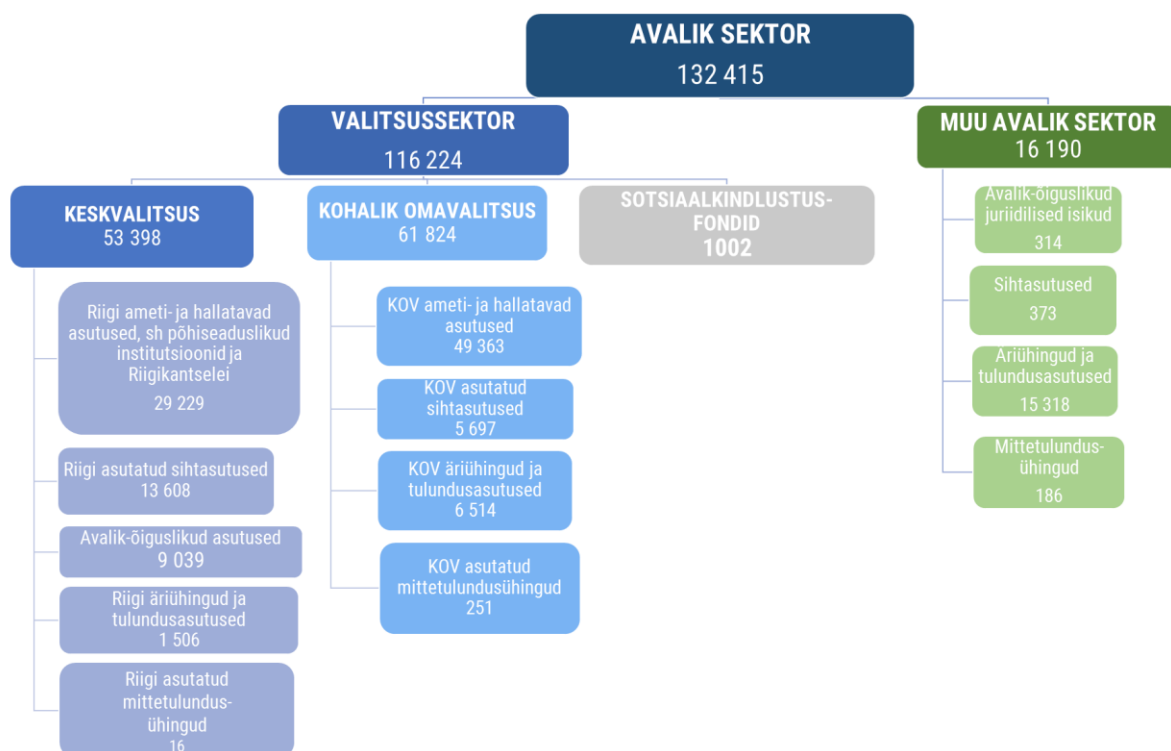 AVALIK SEKTOR
132 415
VALITSUSSEKTOR
116 224
MUU AVALIK SEKTOR
16 190
KESKVALITSUS
53 398
KOHALIK OMAVALITSUS
61 824
SOTSIAALKINDLUSTUS-
FONDID
1002
Riigi ameti- ja hallatavad
asutused, sh põhiseaduslikud
institutsioonid ja
Riigikantselei
29 229
Riigi asutatud sihtasutused
13 608
Avalik-õiguslikud asutused
9 039
Riigi äriühingud ja
tulundusasutused
1 506
Riigi asutatud
mittetulundus-
ühingud
16
KOV ameti- ja hallatavad
asutused
49 363
KOV asutatud
sihtasutused
5 697
KOV äriühingud ja
tulundusasutused
6 514
KOV asutatud
mittetulundusühingud
251
Avalik-õiguslikud
juriidilised isikud
314
Sihtasutused
373
Äriühingud ja
tulundusasutused
15 318
Mittetulundus-
ühingud
186